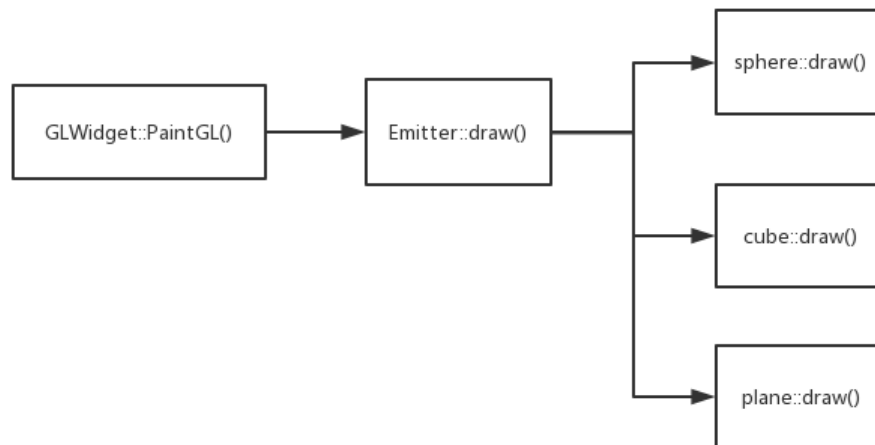 GLWidget::PaintGL()
Emitter::draw()
sphere::draw()
cube::draw()
plane::draw()